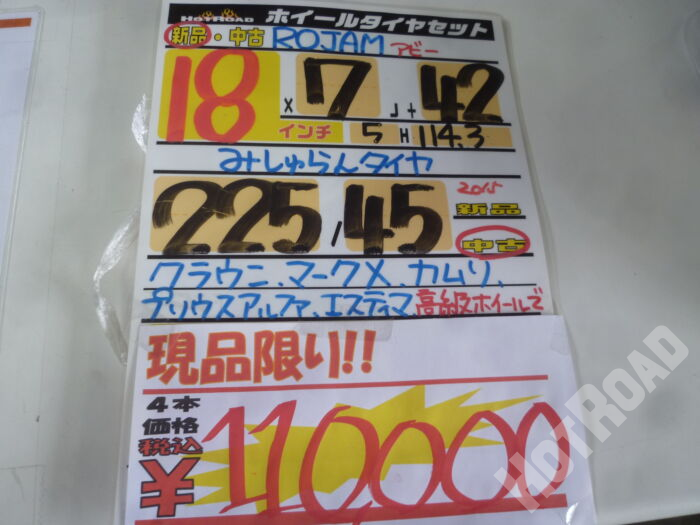 HOTROAD ホイールタイヤセット
新品・中古 ROJAM アビー
18 x 7 J + 42
インチ 5 H 114.3
みしゅらんタイヤ
225/45 2015
新品
中古
クラウニ、マークX、カムリ、
プリウスアルファ、エスティマ 高級ホイールで
現品限り!!
4本
価格
税込
¥110,000
HOTROAD